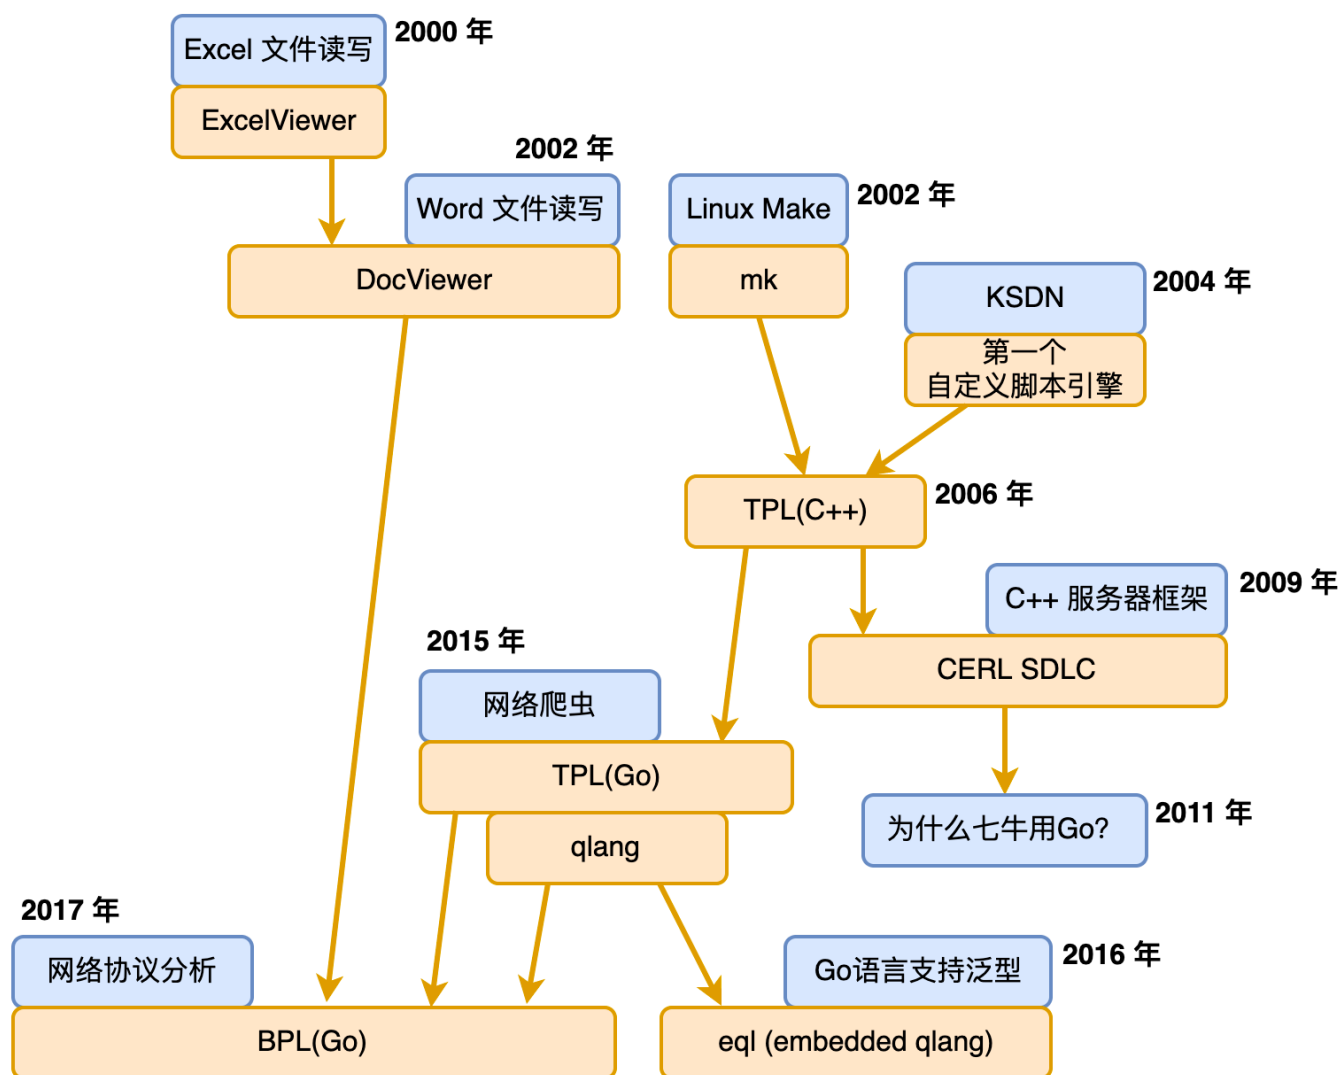 Excel 文件读写
2000 年
ExcelViewer
2002 年
Word 文件读写
DocViewer
Linux Make
2002 年
mk
KSDN
2004 年
第一个
自定义脚本引擎
TPL(C++)
2006 年
C++ 服务器框架
2009 年
CERL SDLC
2015 年
网络爬虫
TPL(Go)
qlang
为什么七牛用Go?
2011 年
2017 年
网络协议分析
BPL(Go)
Go语言支持泛型
2016 年
eql (embedded qlang)